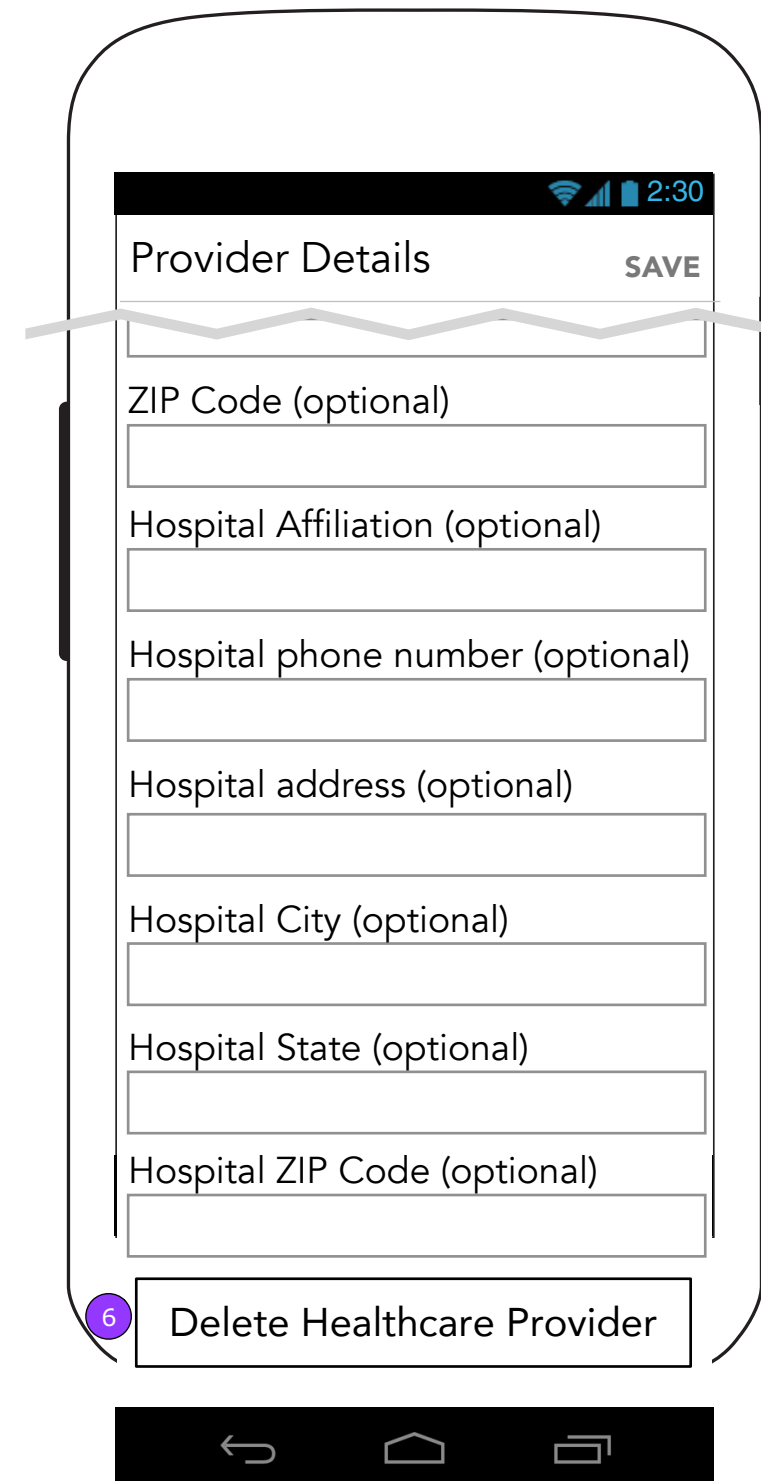 2:30
Provider Details
SAVE
ZIP Code (optional)
Hospital Affiliation (optional)
Hospital phone number (optional)
Hospital address (optional)
Hospital City (optional)
Hospital State (optional)
Hospital ZIP Code (optional)
6
Delete Healthcare Provider